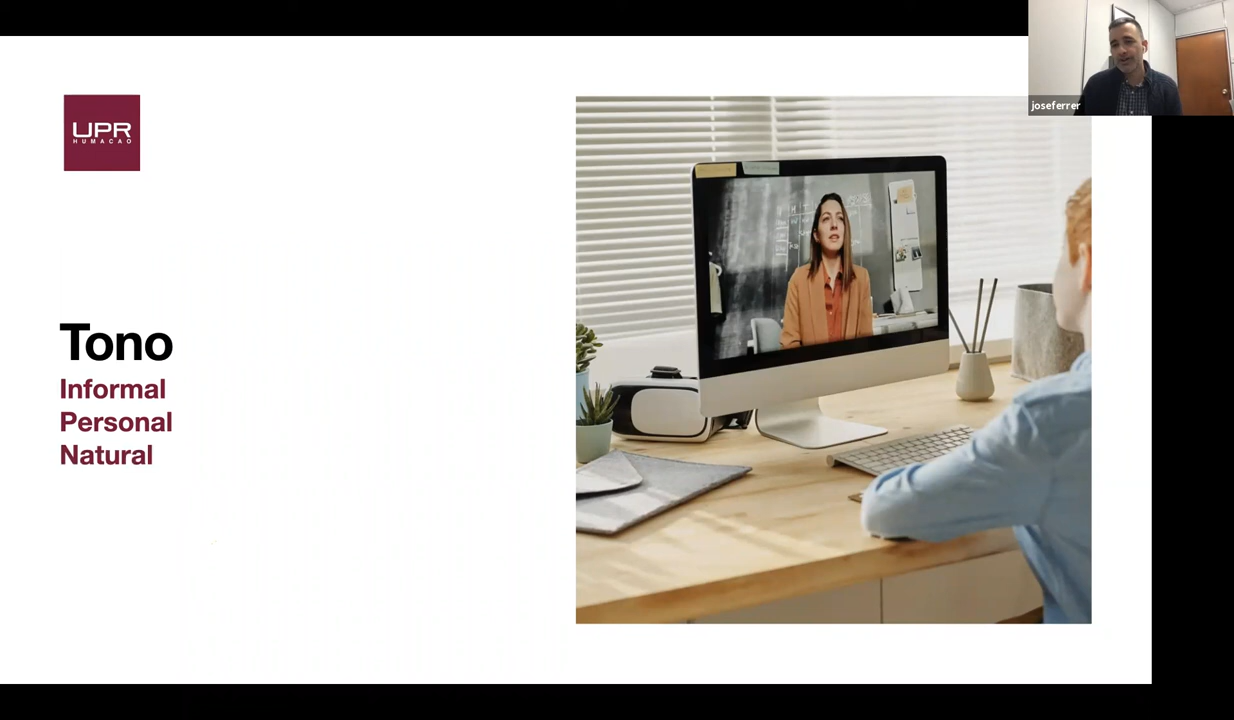 UPR
HUMACAO
joseferrer
Tono
Informal
Personal
Natural